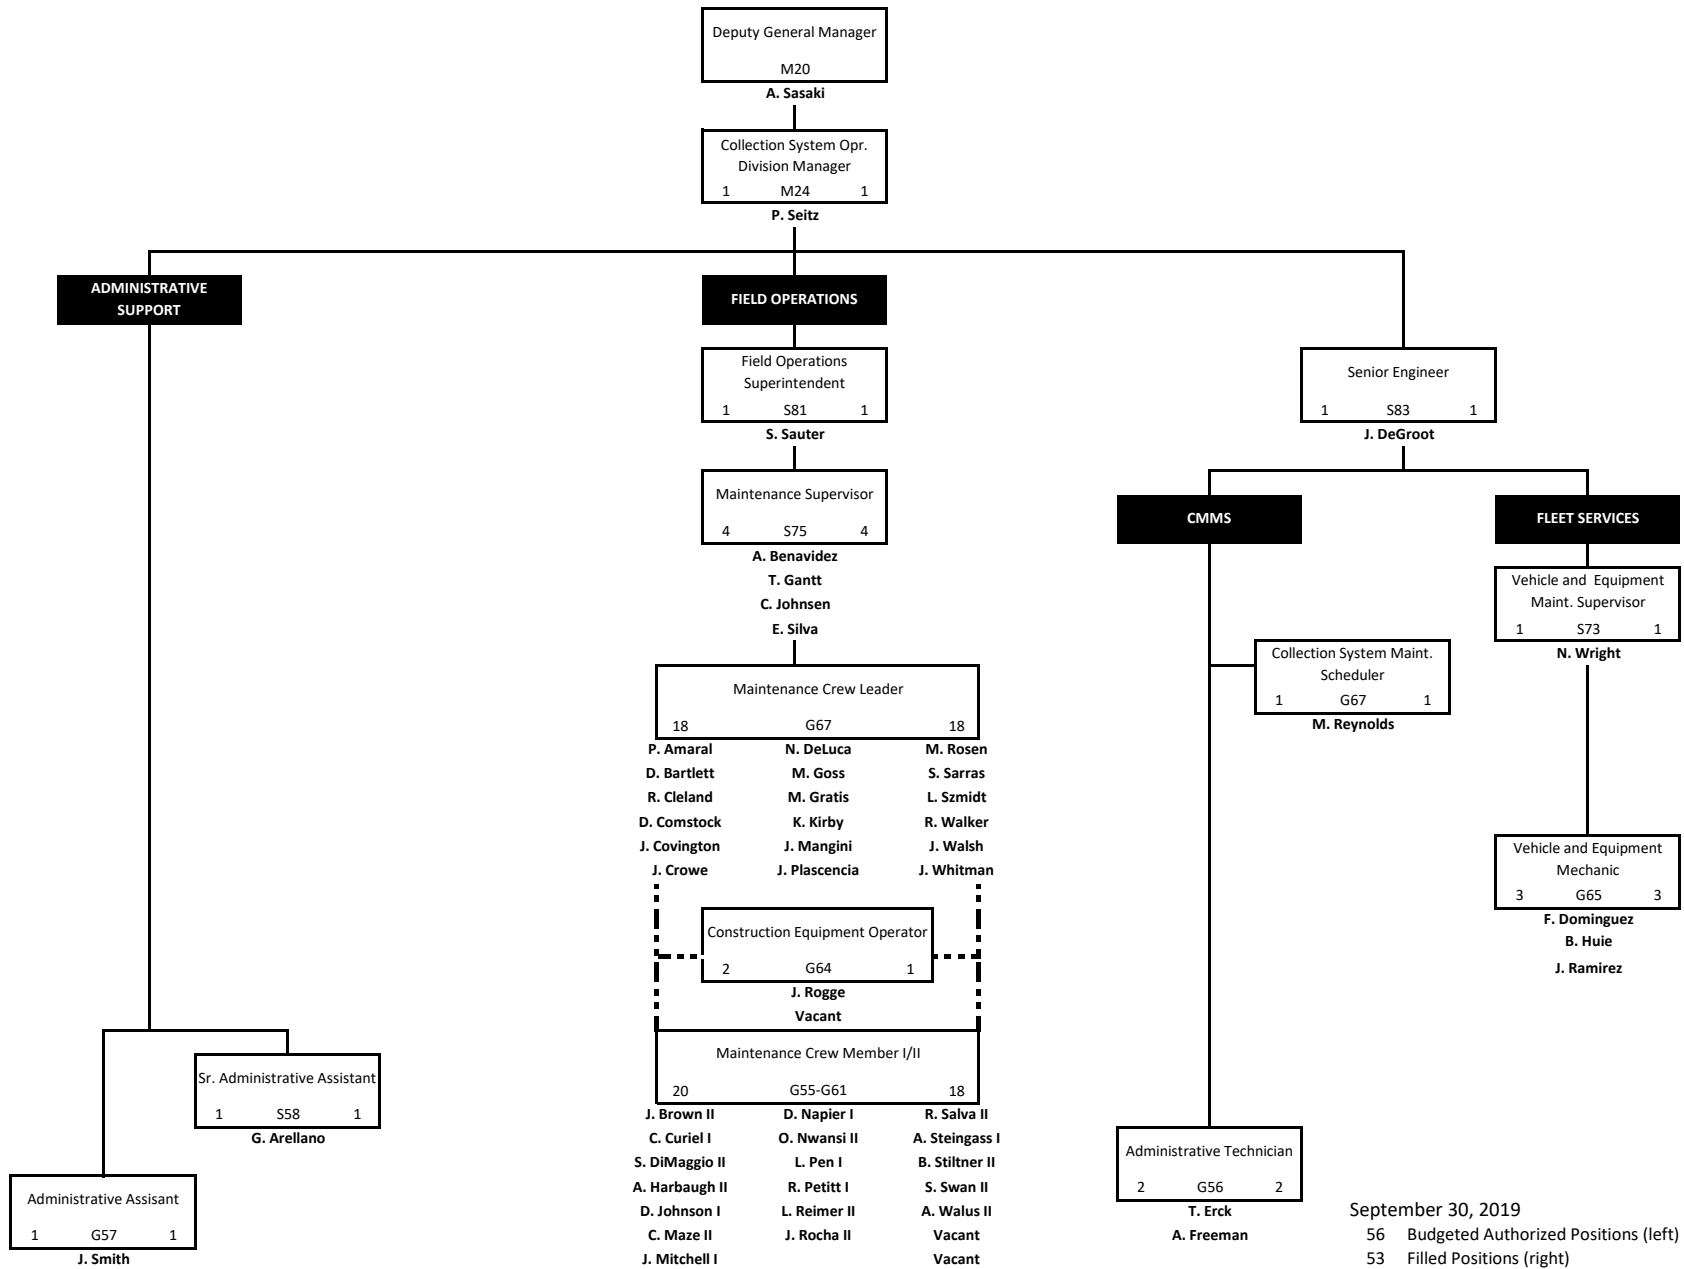 Deputy General Manager
M20
A. Sasaki
Collection System Opr.
Division Manager
1 M24 1
P. Seitz
ADMINISTRATIVE
SUPPORT
Sr. Administrative Assistant
1 S58 1
G. Arellano
Administrative Assisant
1 G57 1
J. Smith
FIELD OPERATIONS
Field Operations
Superintendent
1 S81 1
S. Sauter
Maintenance Supervisor
4 S75 4
A. Benavidez
T. Gantt
C. Johnsen
E. Silva
Maintenance Crew Leader
18 G67 18
P. Amaral N. DeLuca M. Rosen
D. Bartlett M. Goss S. Sarras
R. Cleland M. Gratis L. Szmidt
D. Comstock K. Kirby R. Walker
J. Covington J. Mangini J. Walsh
J. Crowe J. Plascencia J. Whitman
Construction Equipment Operator
2 G64 1
J. Rogge
Vacant
Maintenance Crew Member I/II
20 G55-G61 18
J. Brown II D. Napier I R. Salva II
C. Curiel I O. Nwansi II A. Steingass I
S. DiMaggio II L. Pen I B. Stiltner II
A. Harbaugh II R. Petitt I S. Swan II
D. Johnson I L. Reimer II A. Walus II
C. Maze II J. Rocha II Vacant
J. Mitchell I Vacant
Senior Engineer
1 S83 1
J. DeGroot
CMMS
Collection System Maint.
Scheduler
1 G67 1
M. Reynolds
Administrative Technician
2 G56 2
T. Erck
A. Freeman
FLEET SERVICES
Vehicle and Equipment
Maint. Supervisor
1 S73 1
N. Wright
Vehicle and Equipment
Mechanic
3 G65 3
F. Dominguez
B. Huie
J. Ramirez
September 30, 2019
56 Budgeted Authorized Positions (left)
53 Filled Positions (right)